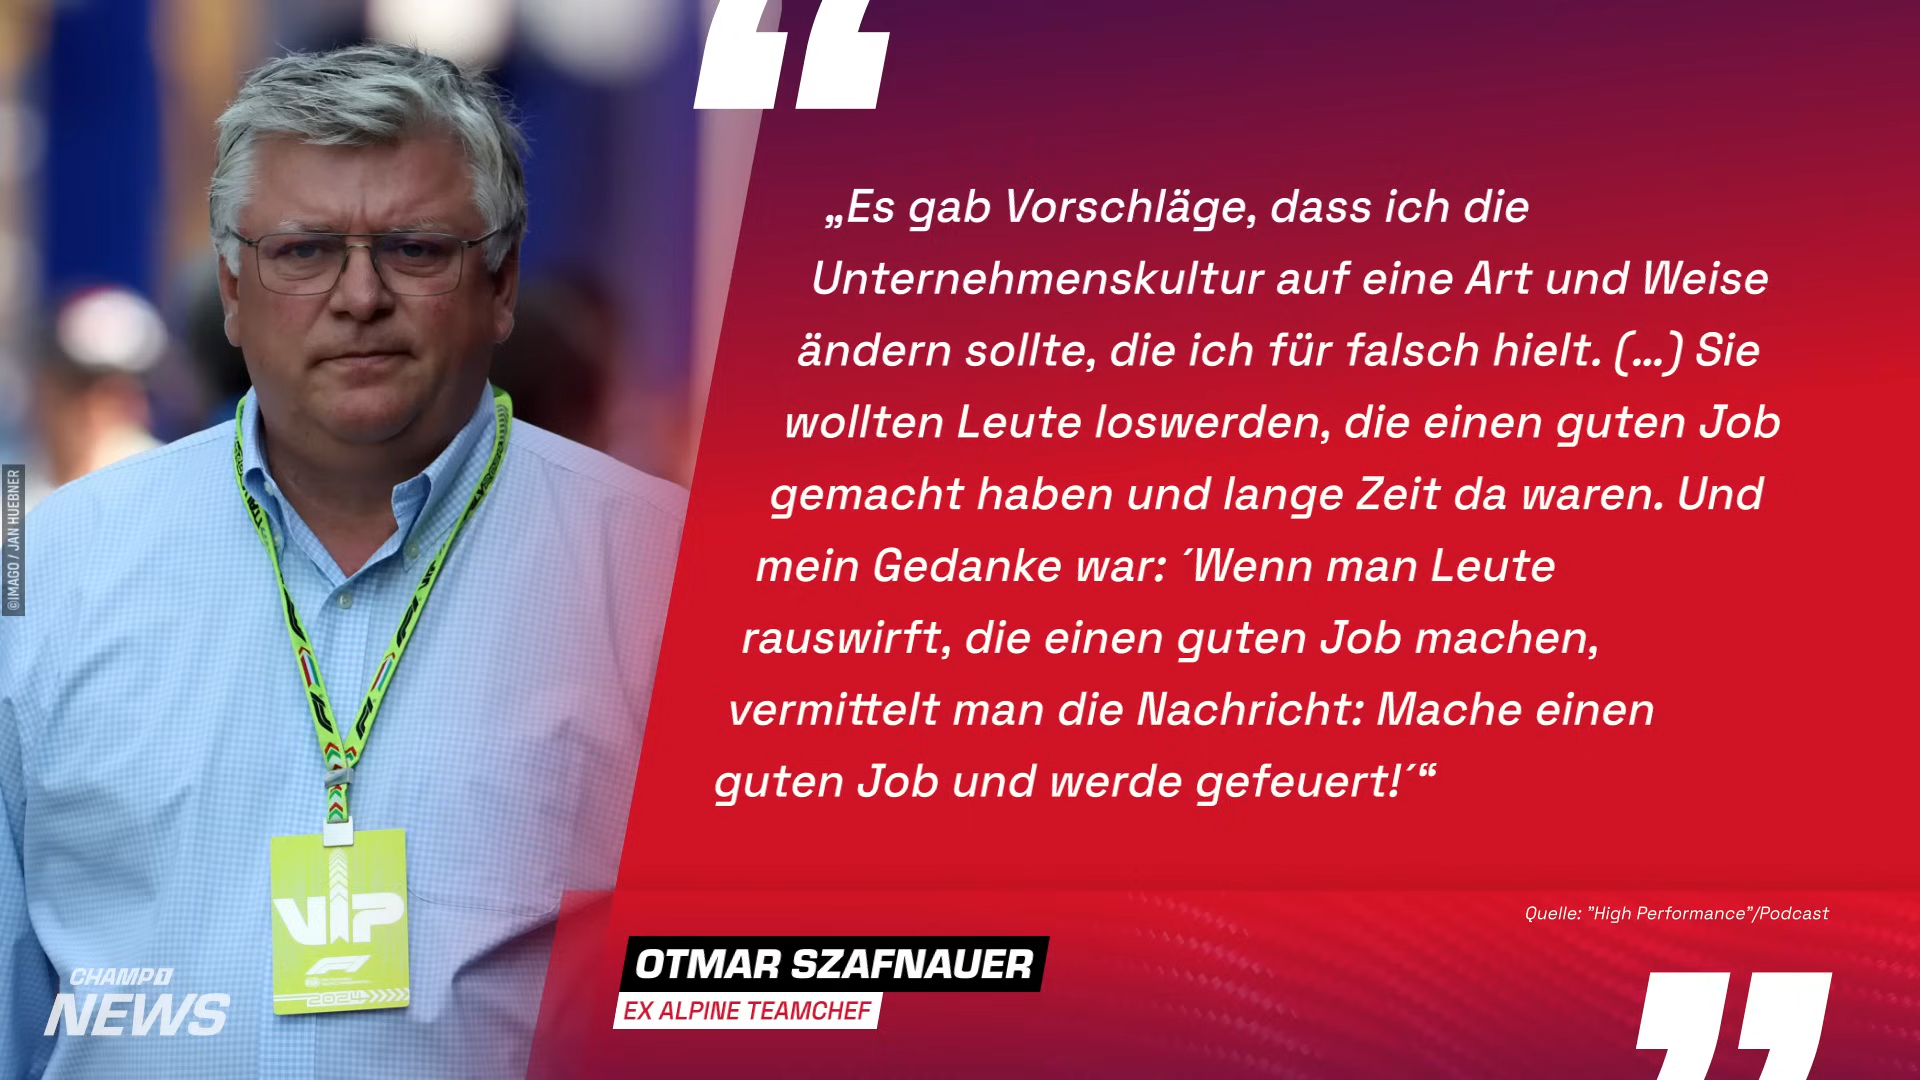 „Es gab Vorschläge, dass ich die
Unternehmenskultur auf eine Art und Weise
ändern sollte, die ich für falsch hielt. (...) Sie
wollten Leute loswerden, die einen guten Job
gemacht haben und lange Zeit da waren. Und
mein Gedanke war: ´Wenn man Leute
rauswirft, die einen guten Job machen,
vermittelt man die Nachricht: Mache einen
guten Job und werde gefeuert!´“
Quelle: ”High Performance”/Podcast
OTMAR SZAFNAUER
EX ALPINE TEAMCHEF
©IMAGO / JAN HUEBNER
VIP
F1
2024
CHAMP1
NEWS